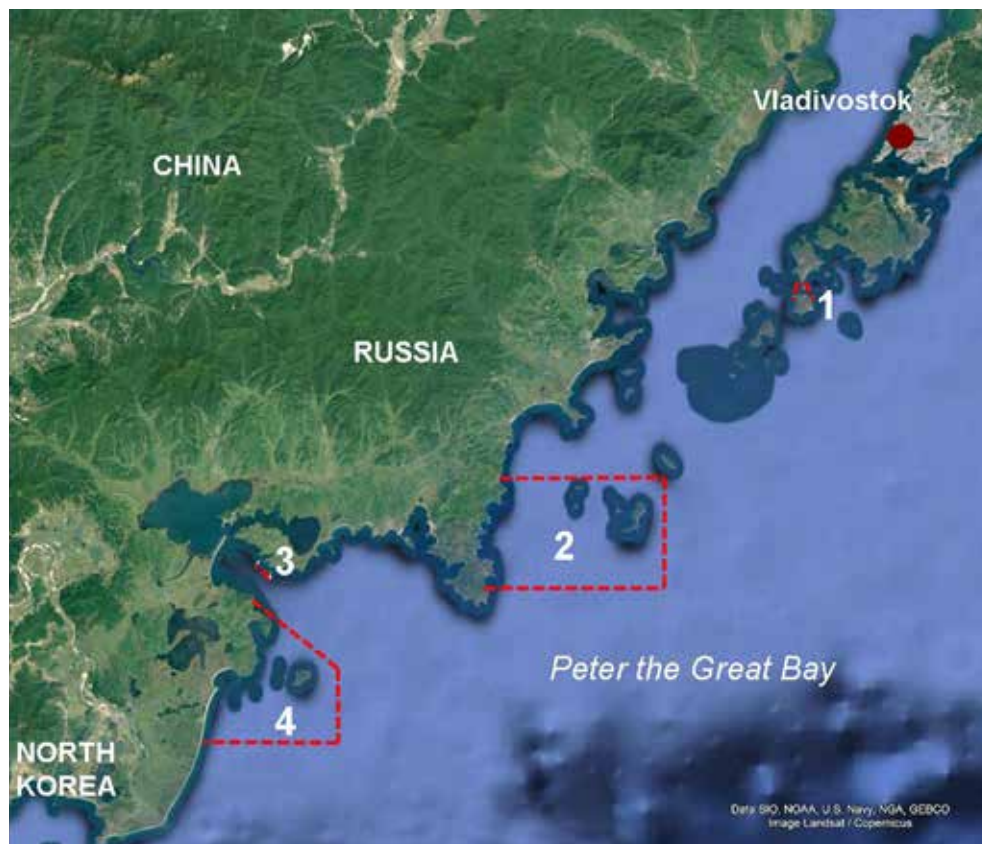 Vladivostok
CHINA
1
RUSSIA
2
3
Peter the Great Bay
4
NORTH
KOREA
Data SIO, NOAA, U.S. Navy, NGA, GEBCO
Image Landsat / Copernicus